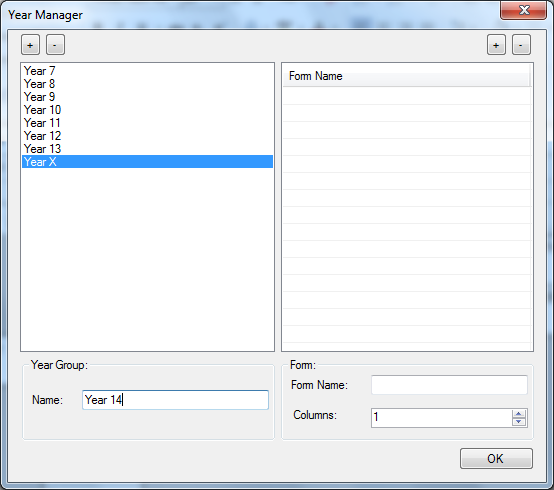 Year Manager
+ -
+ -
Year 7
Year 8
Year 9
Year 10
Year 11
Year 12
Year 13
Year X
Form Name
Year Group:
Name: Year 14
Form:
Form Name:
Columns: 1
OK